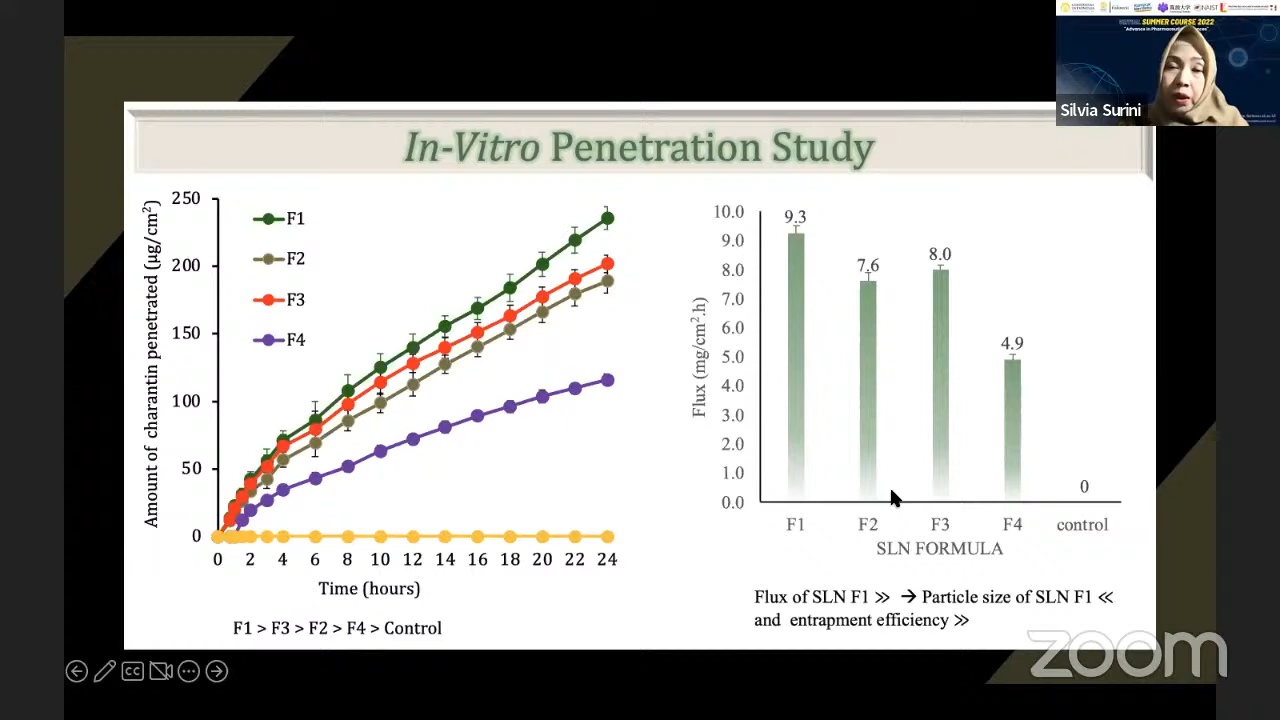 SUMMER COURSE 2022
Silvia Surini
In-Vitro Penetration Study
Amount of charantin penetrated (µg/cm²)
250
200
150
100
50
0
F1
F2
F3
F4
0 2 4 6 8 10 12 14 16 18 20 22 24
Time (hours)
F1 > F3 > F2 > F4 > Control
Flux (mg/cm².h)
10.0
9.0
8.0
7.0
6.0
5.0
4.0
3.0
2.0
1.0
0.0
9.3
7.6
8.0
4.9
0
F1 F2 F3 F4 control
SLN FORMULA
Flux of SLN F1 >> → Particle size of SLN F1 <<
and entrapment efficiency >>
CC
zoom